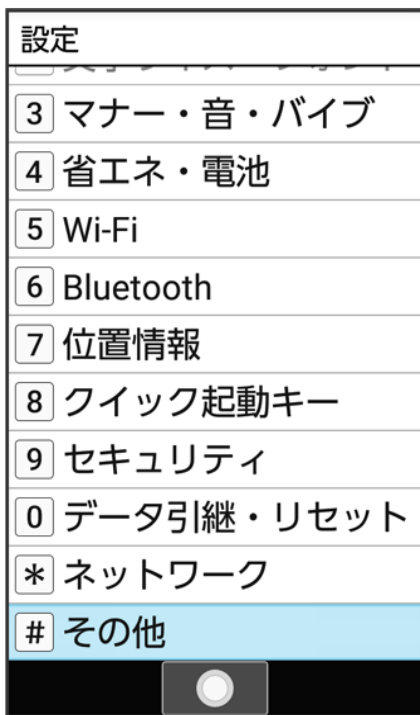 設定
3 マナー・音・バイブ
4 省エネ・電池
5 Wi-Fi
6 Bluetooth
7 位置情報
8 クイック起動キー
9 セキュリティ
0 データ引継・リセット
* ネットワーク
# その他